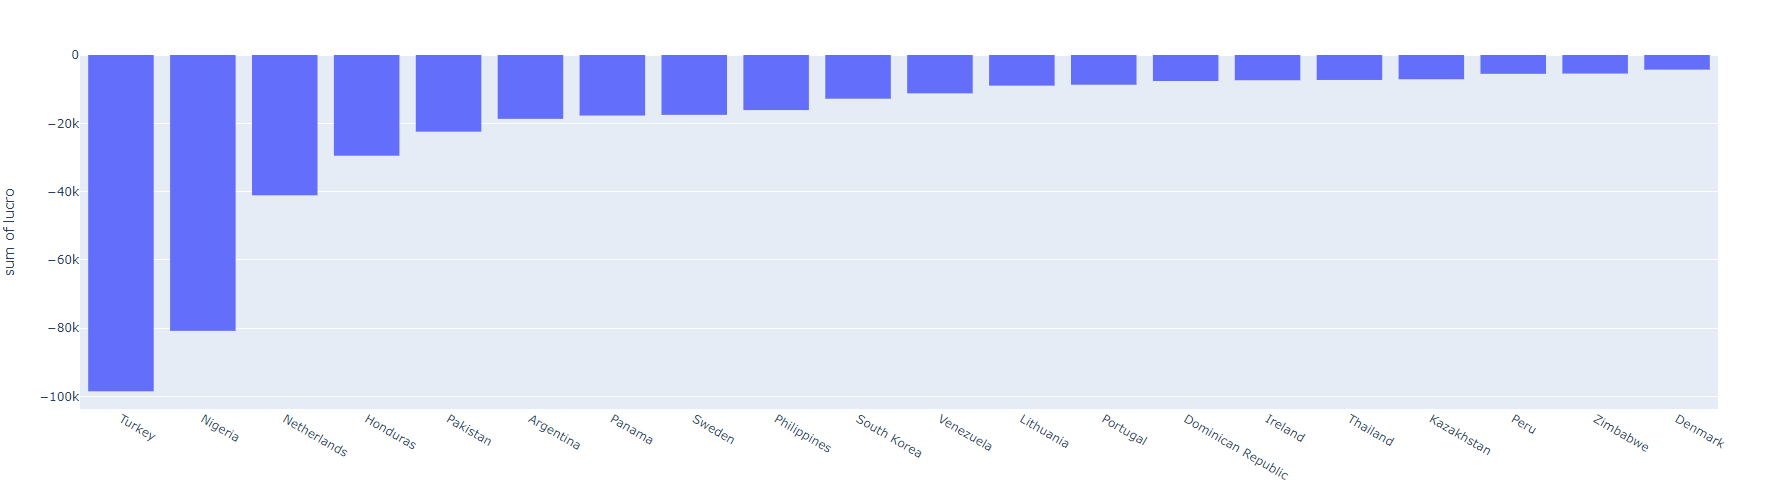 sum of lucro
0
−20k
−40k
−60k
−80k
−100k
Turkey
Nigeria
Netherlands
Honduras
Pakistan
Argentina
Panama
Sweden
Philippines
South Korea
Venezuela
Lithuania
Portugal
Dominican Republic
Ireland
Thailand
Kazakhstan
Peru
Zimbabwe
Denmark